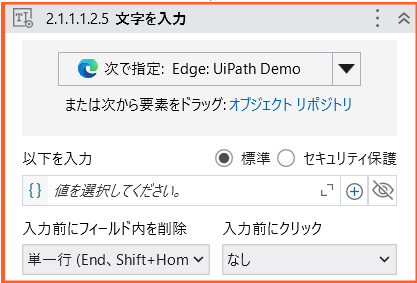 2.1.1.1.2.5 文字を入力
次で指定: Edge: UiPath Demo
または次から要素をドラッグ: オブジェクト リポジトリ
以下を入力 標準 セキュリティ保護
{} 値を選択してください。
入力前にフィールド内を削除 入力前にクリック
単一行 (End、Shift+Hom なし